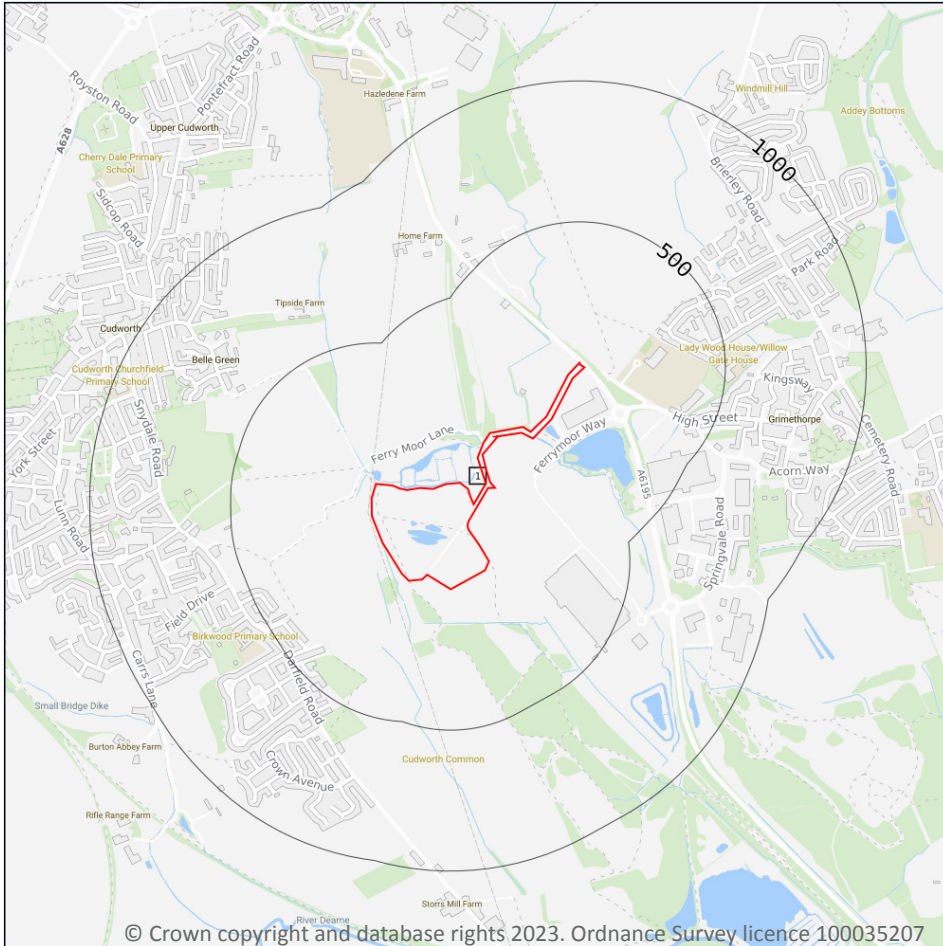 Royston Road
Pontefract Road
Hazledene Farm
Windmill Hill
A628
Upper Cudworth
Addey Bottoms
Cherry Dale Primary
School
1000
Brierley Road
Sidcop Road
Home Farm
500
Park Road
Tipside Farm
Cudworth
Belle Green
Lady Wood House/Willow
Gate House
Cudworth Churchfield
Primary School
Kingsway
Snydale Road
High Street
Grimethorpe
York Street
Ferry Moor Lane
Ferrymoor Way
Cemetery Road
Acorn Way
1
A6195
A6195
Lunn Road
Springvale Road
Field Drive
Birkwood Primary School
Carrs Lane
Darfield Road
Small Bridge Dike
Burton Abbey Farm
Cudworth Common
Crown Avenue
Rifle Range Farm
Storrs Mill Farm
River Dearne
© Crown copyright and database rights 2023. Ordnance Survey licence 100035207